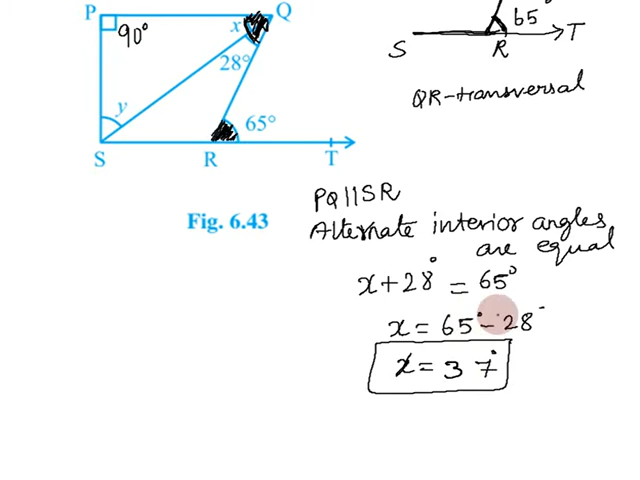 P
Q
90°
x
28°
y
65°
S
R
T
Fig. 6.43
65°
S
R
T
QR-transversal
PQ||SR
Alternate interior angles
are equal
x+28° = 65°
x = 65° - 28°
x = 37°